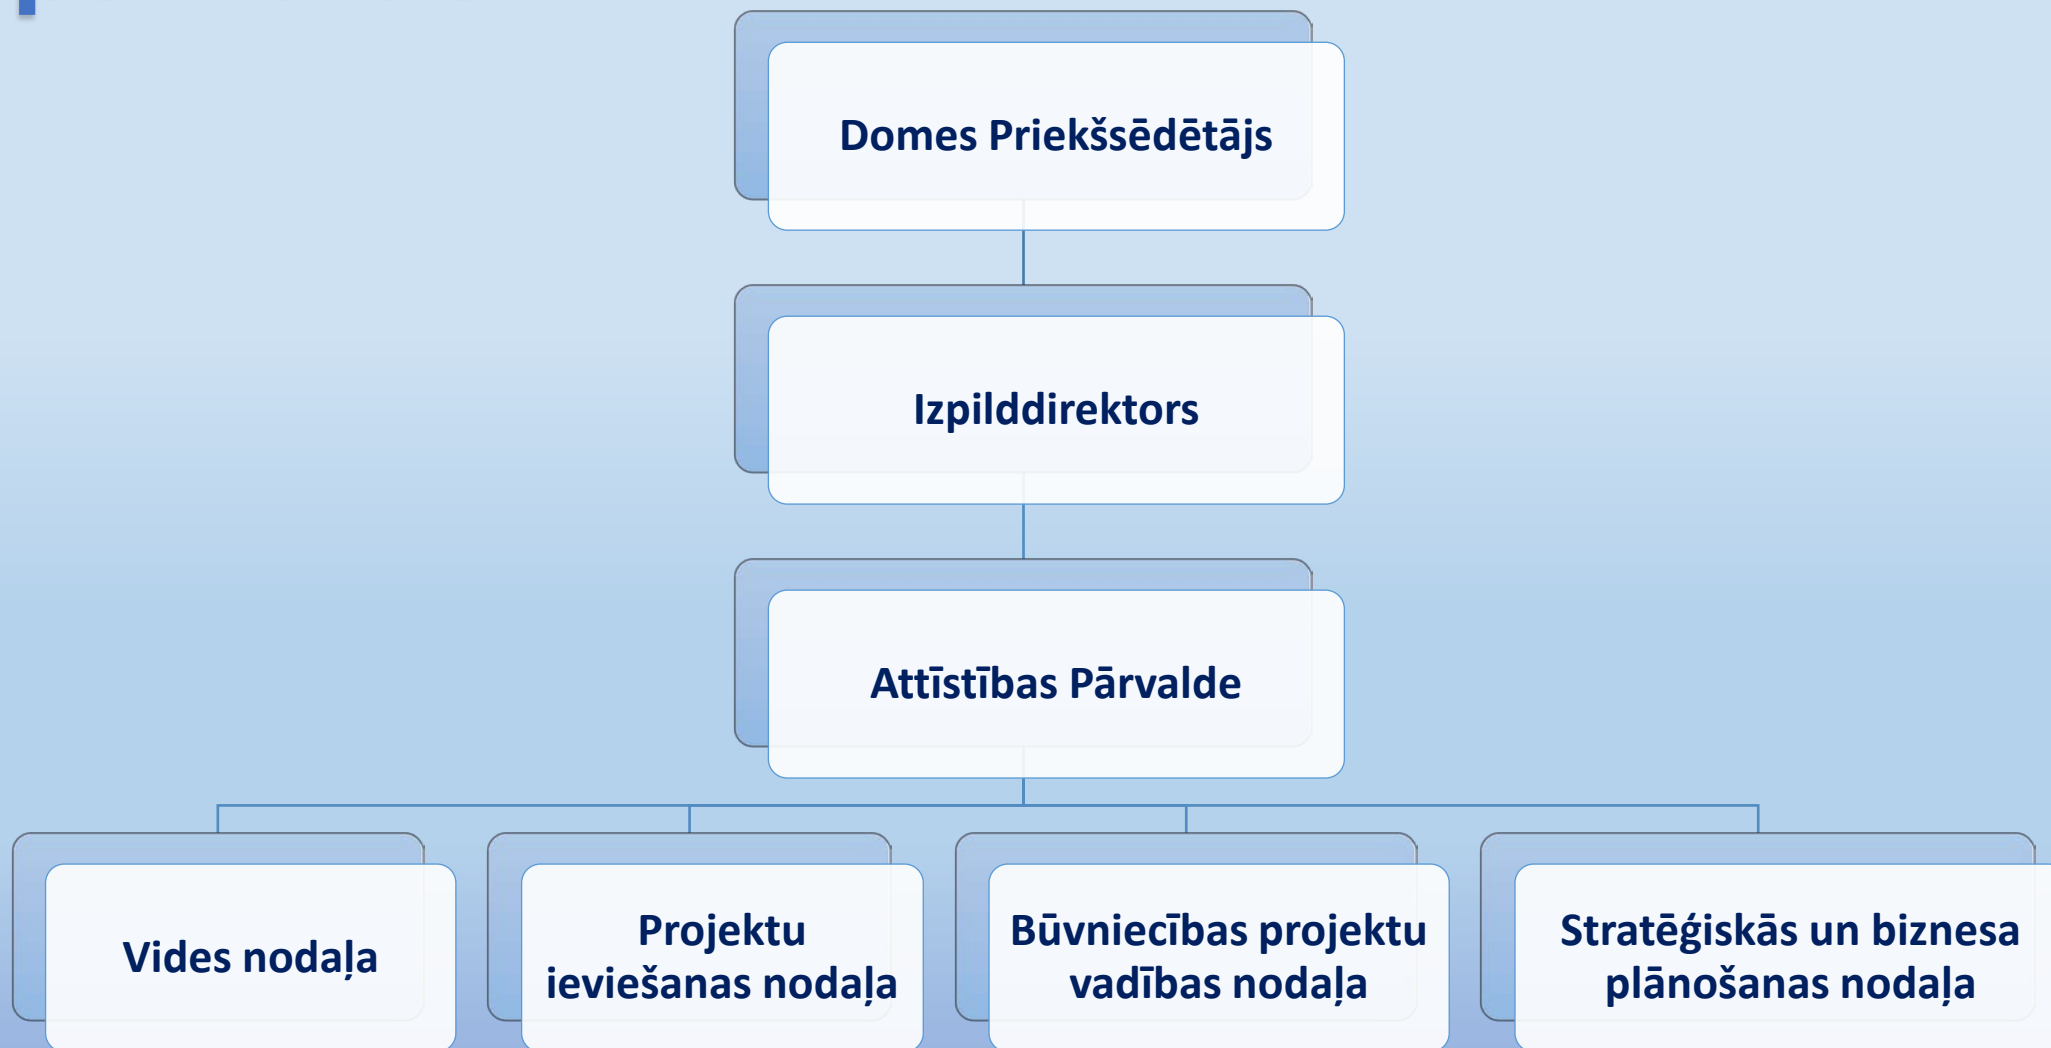 Domes Priekšsēdētājs
Izpilddirektors
Attīstības Pārvalde
Vides nodaļa
Projektu
ieviešanas nodaļa
Būvniecības projektu
vadības nodaļa
Stratēģiskās un biznesa
plānošanas nodaļa